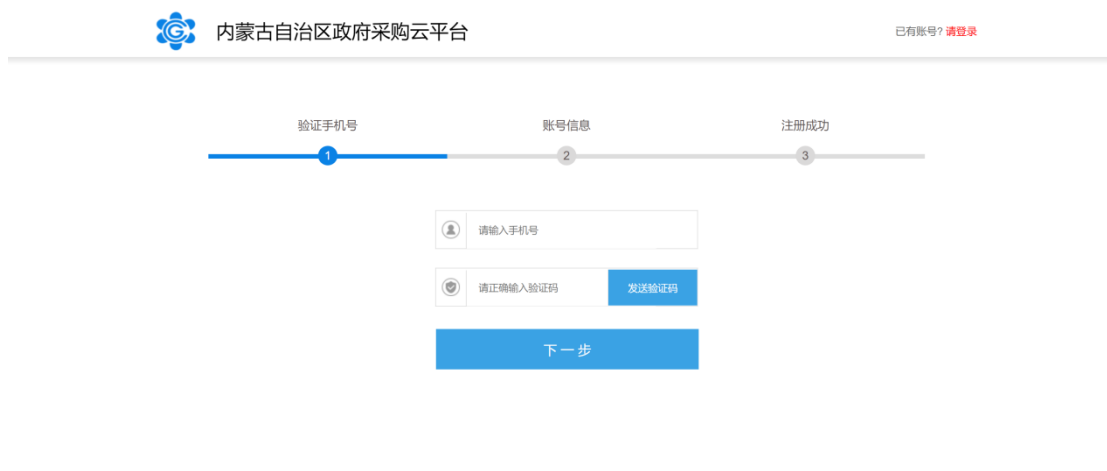 内蒙古自治区政府采购云平台
已有账号? 请登录
验证手机号 账号信息 注册成功
1 2 3
请输入手机号
请正确输入验证码 发送验证码
下一步